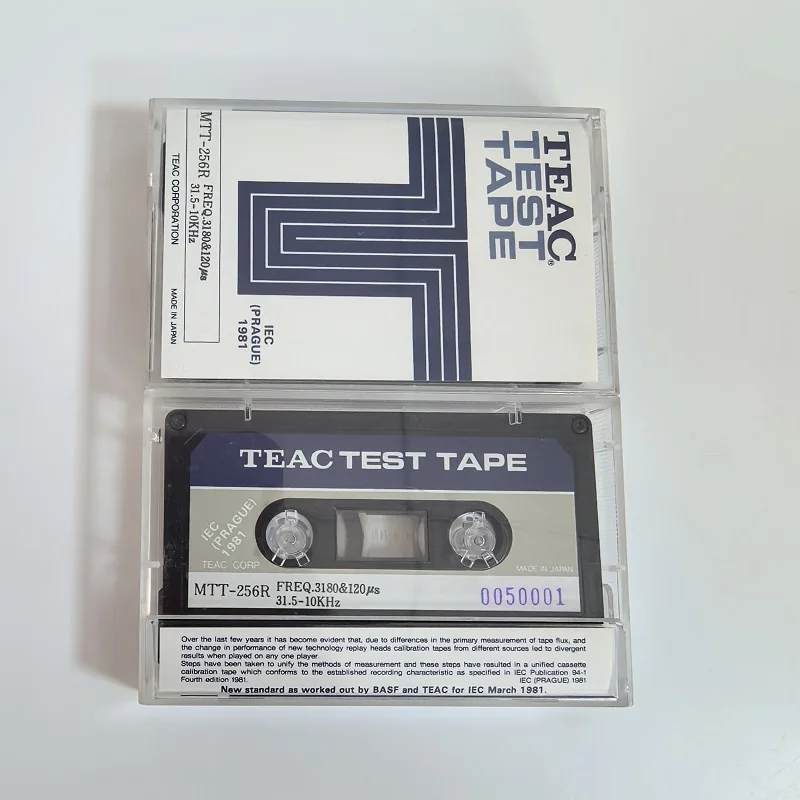 TEAC®
TEST
TAPE
IEC
(PRAGUE)
1981
MTT-256R FREQ.3180&120μs
31.5-10KHz
TEAC CORPORATION MADE IN JAPAN
TEAC TEST TAPE
IEC
(PRAGUE)
1981
TEAC CORP
MADE IN JAPAN
MTT-256R FREQ.3180&120μs
31.5-10KHz
0050001
Over the last few years it has become evident that, due to differences in the primary measurement of tape flux, and
the change in performance of new technology replay heads calibration tapes from different sources led to divergent
results when played on any one player.
Steps have been taken to unify the methods of measurement and these steps have resulted in a unified cassette
calibration tape which conforms to the established recording characteristic as specified in IEC Publication 94-1
Fourth edition 1981. IEC (PRAGUE) 1981
New standard as worked out by BASF and TEAC for IEC March 1981.